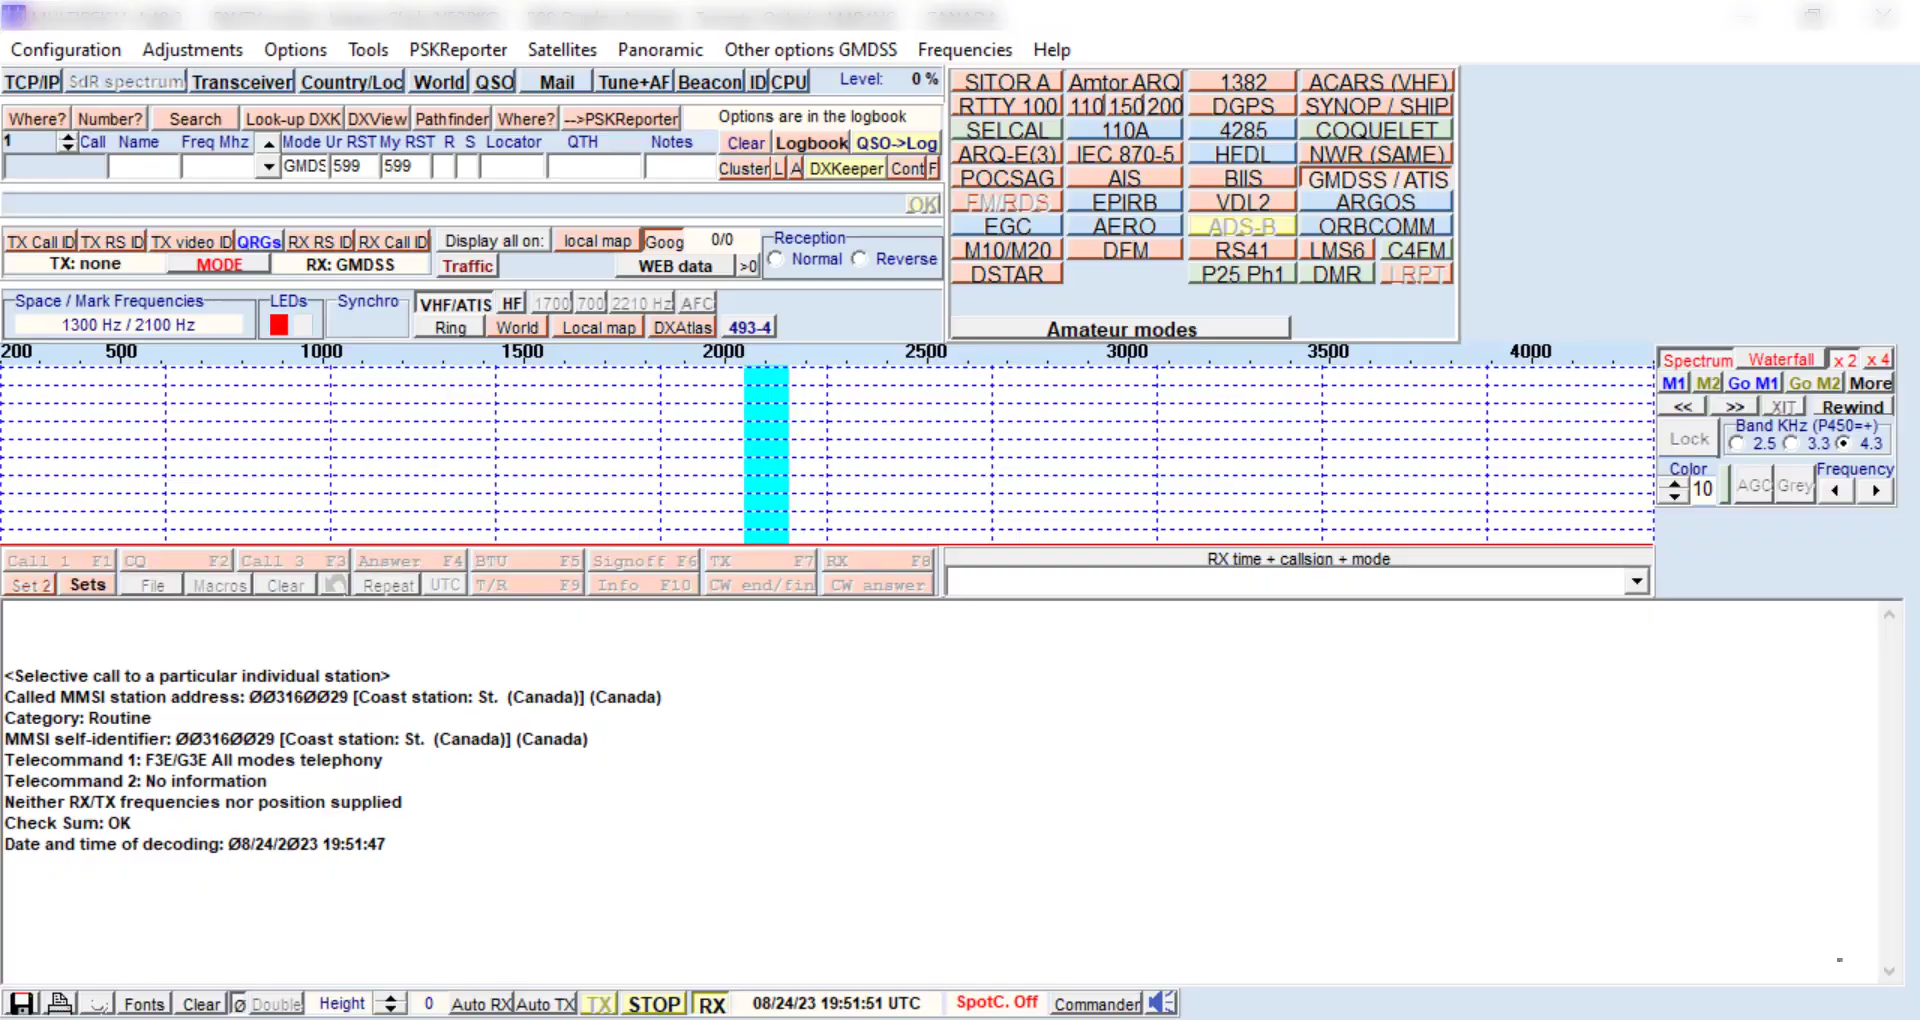 Configuration Adjustments Options Tools PSKReporter Satellites Panoramic Other options GMDSS Frequencies Help
TCP/IP SdR spectrum Transceiver Country/Loc World QSO Mail Tune+AF Beacon ID CPU Level: 0 %
Where? Number? Search Look-up DXK DXView Pathfinder Where? -->PSKReporter Options are in the logbook
1 Call Name Freq Mhz Mode Ur RST My RST R S Locator QTH Notes Clear Logbook QSO->Log
GMDS 599 599 Cluster L A DXKeeper Cont F
OK
TX Call ID TX RS ID TX video ID QRGs RX RS ID RX Call ID Display all on: local map Goog 0/0 Reception
TX: none MODE RX: GMDSS Traffic WEB data >0 Normal Reverse
Space / Mark Frequencies LEDs Synchro VHF/ATIS HF 1700 700 2210 Hz AFC
1300 Hz / 2100 Hz Ring World Local map DXAtlas 493-4
SITOR A Amtor ARQ 1382 ACARS (VHF)
RTTY 100 110 150 200 DGPS SYNOP / SHIP
SELCAL 110A 4285 COQUELET
ARQ-E(3) IEC 870-5 HFDL NWR (SAME)
POCSAG AIS BIIS GMDSS / ATIS
FM/RDS EPIRB VDL2 ARGOS
EGC AERO ADS-B ORBCOMM
M10/M20 DFM RS41 LMS6 C4FM
DSTAR P25 Ph1 DMR LRPT
Amateur modes
200 500 1000 1500 2000 2500 3000 3500 4000
Spectrum Waterfall x 2 x 4
M1 M2 Go M1 Go M2 More
<< >> XIT Rewind
Lock Band KHz (P450=+)
2.5 3.3 4.3
Color Frequency
10 AGC Grey
Call 1 F1 CQ F2 Call 3 F3 Answer F4 BTU F5 Signoff F6 TX F7 RX F8 RX time + callsion + mode
Set 2 Sets File Macros Clear Repeat UTC T/R F9 Info F10 CW end/fin CW answer
<Selective call to a particular individual station>
Called MMSI station address: ØØ316ØØ29 [Coast station: St.  (Canada)] (Canada)
Category: Routine
MMSI self-identifier: ØØ316ØØ29 [Coast station: St.  (Canada)] (Canada)
Telecommand 1: F3E/G3E All modes telephony
Telecommand 2: No information
Neither RX/TX frequencies nor position supplied
Check Sum: OK
Date and time of decoding: Ø8/24/2Ø23 19:51:47
Fonts Clear Ø Double Height 0 Auto RX Auto TX TX STOP RX 08/24/23 19:51:51 UTC SpotC. Off Commander